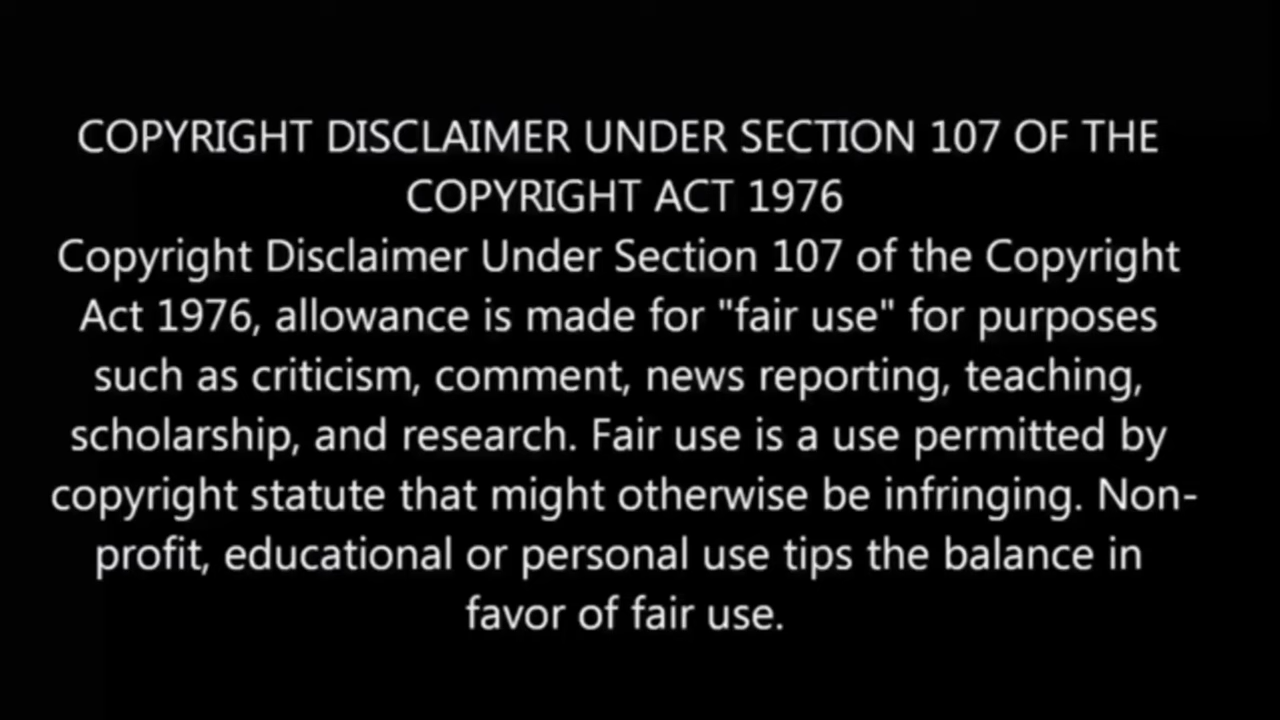 COPYRIGHT DISCLAIMER UNDER SECTION 107 OF THE
COPYRIGHT ACT 1976
Copyright Disclaimer Under Section 107 of the Copyright
Act 1976, allowance is made for "fair use" for purposes
such as criticism, comment, news reporting, teaching,
scholarship, and research. Fair use is a use permitted by
copyright statute that might otherwise be infringing. Non-
profit, educational or personal use tips the balance in
favor of fair use.